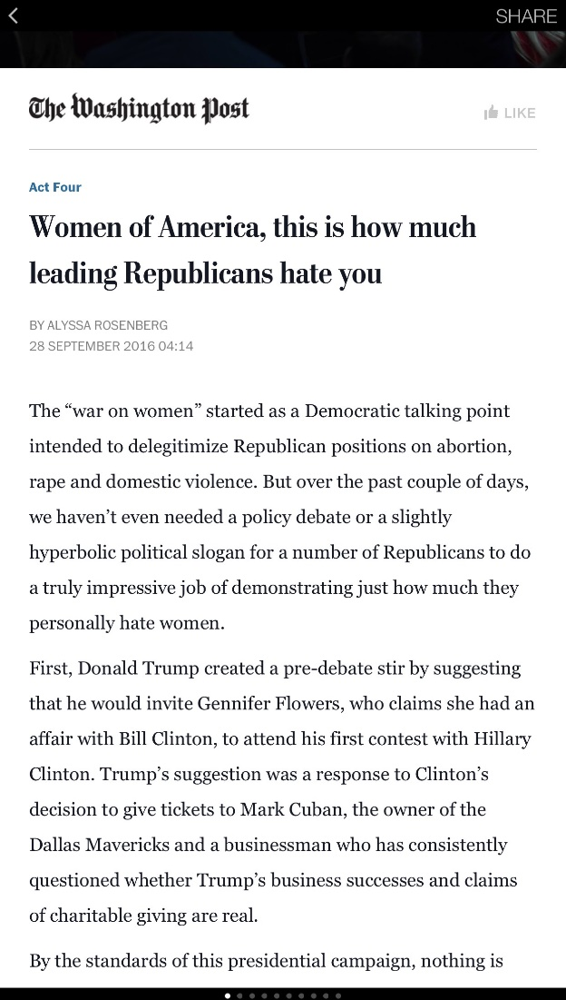 SHARE
The Washington Post
LIKE
Act Four
Women of America, this is how much
leading Republicans hate you
BY ALYSSA ROSENBERG
28 SEPTEMBER 2016 04:14
The “war on women” started as a Democratic talking point
intended to delegitimize Republican positions on abortion,
rape and domestic violence. But over the past couple of days,
we haven’t even needed a policy debate or a slightly
hyperbolic political slogan for a number of Republicans to do
a truly impressive job of demonstrating just how much they
personally hate women.
First, Donald Trump created a pre-debate stir by suggesting
that he would invite Gennifer Flowers, who claims she had an
affair with Bill Clinton, to attend his first contest with Hillary
Clinton. Trump’s suggestion was a response to Clinton’s
decision to give tickets to Mark Cuban, the owner of the
Dallas Mavericks and a businessman who has consistently
questioned whether Trump’s business successes and claims
of charitable giving are real.
By the standards of this presidential campaign, nothing is